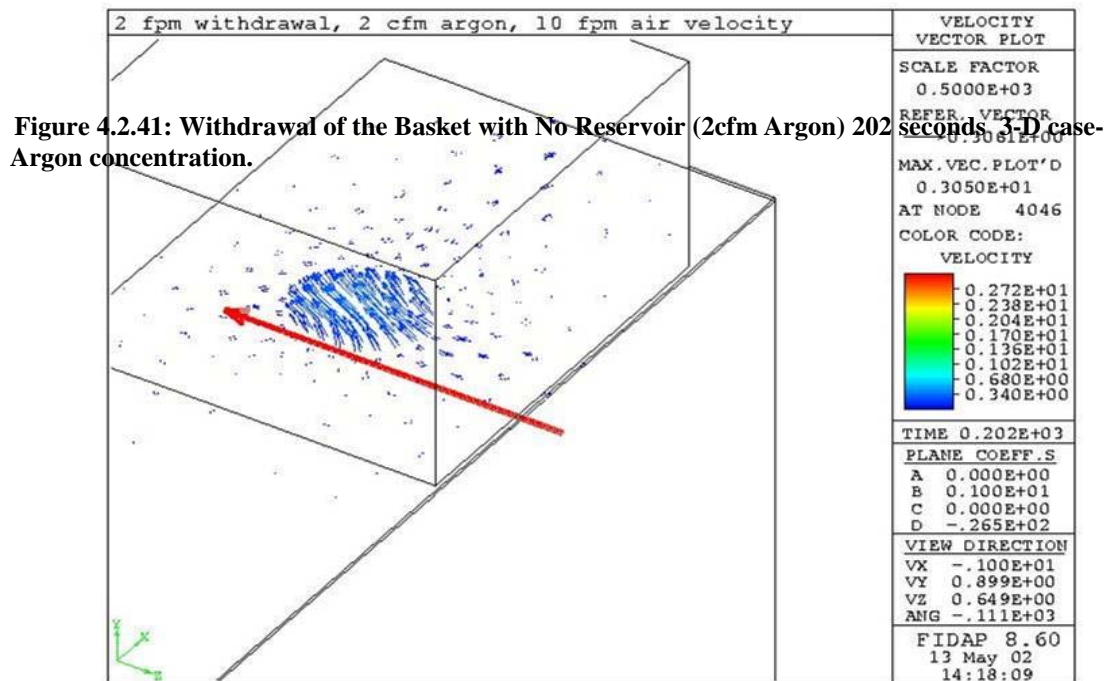 2 fpm withdrawal, 2 cfm argon, 10 fpm air velocity
VELOCITY
VECTOR PLOT
SCALE FACTOR
0.5000E+03
REFER. VECTOR
0.3061E+00
Figure 4.2.41: Withdrawal of the Basket with No Reservoir (2cfm Argon) 202 seconds 3-D case-
Argon concentration.
MAX.VEC.PLOT'D
0.3050E+01
AT NODE 4046
COLOR CODE:
VELOCITY
0.272E+01
0.238E+01
0.204E+01
0.170E+01
0.136E+01
0.102E+01
0.680E+00
0.340E+00
TIME 0.202E+03
PLANE COEFF.S
A 0.000E+00
B 0.100E+01
C 0.000E+00
D -.265E+02
VIEW DIRECTION
VX -.100E+01
VY 0.899E+00
VZ 0.649E+00
ANG -.111E+03
FIDAP 8.60
13 May 02
14:18:09
Y
X
Z